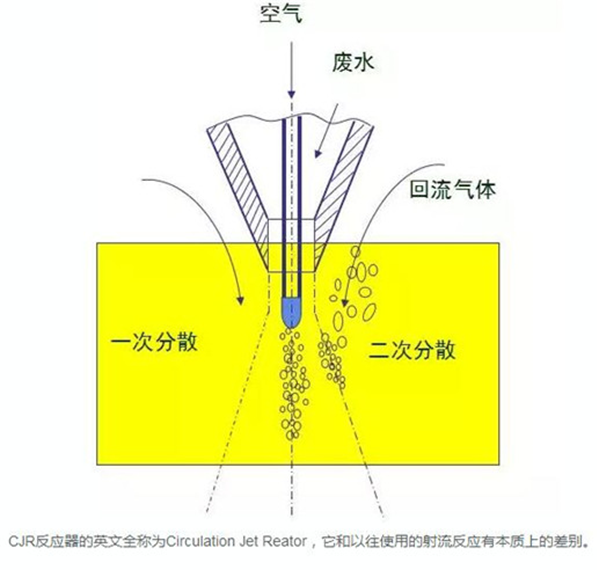 空气
废水
回流气体
一次分散
二次分散
CJR反应器的英文全称为Circulation Jet Reator，它和以往使用的射流反应有本质上的差别。